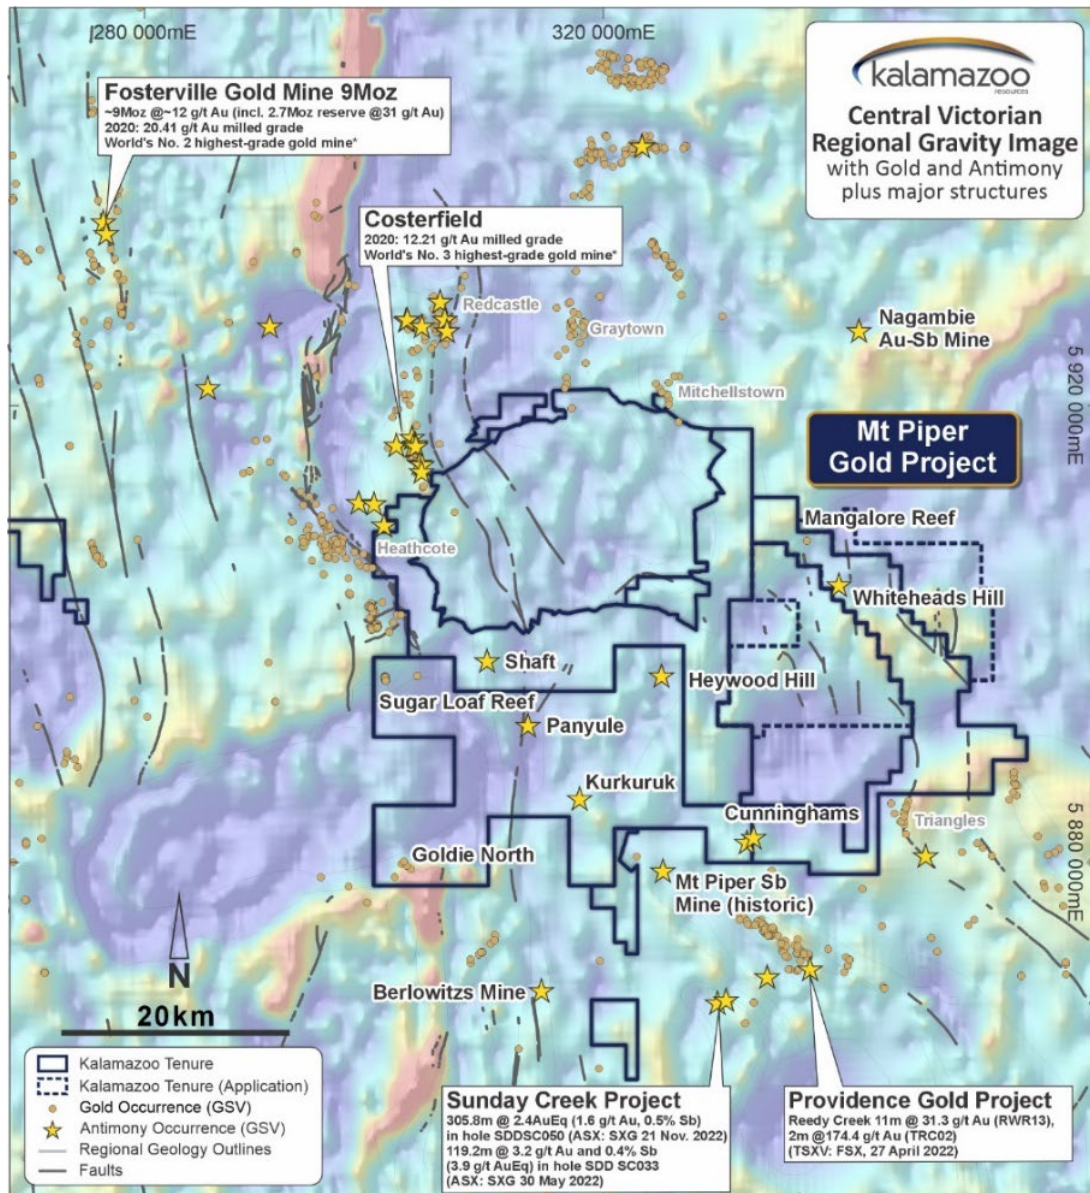 280 000mE
320 000mE
kalamazoo
resources
Central Victorian
Regional Gravity Image
with Gold and Antimony
plus major structures
Fosterville Gold Mine 9Moz
~9Moz @~12 g/t Au (incl. 2.7Moz reserve @31 g/t Au)
2020: 20.41 g/t Au milled grade
World's No. 2 highest-grade gold mine*
Costerfield
2020: 12.21 g/t Au milled grade
World's No. 3 highest-grade gold mine*
Redcastle
Graytown
Nagambie
Au-Sb Mine
5 920 000mE
Mitchellstown
Mt Piper
Gold Project
Mangalore Reef
Heathcote
Whiteheads Hill
Shaft
Heywood Hill
Sugar Loaf Reef
Panyule
Kurkuruk
Cunninghams
Triangles
5 880 000mE
Goldie North
Mt Piper Sb
Mine (historic)
N
20km
Berlowitzs Mine
Kalamazoo Tenure
Kalamazoo Tenure (Application)
Gold Occurrence (GSV)
Antimony Occurrence (GSV)
Regional Geology Outlines
Faults
Sunday Creek Project
305.8m @ 2.4AuEq (1.6 g/t Au, 0.5% Sb)
in hole SDDSC050 (ASX: SXG 21 Nov. 2022)
119.2m @ 3.2 g/t Au and 0.4% Sb
(3.9 g/t AuEq) in hole SDD SC033
(ASX: SXG 30 May 2022)
Providence Gold Project
Reedy Creek 11m @ 31.3 g/t Au (RWR13),
2m @174.4 g/t Au (TRC02)
(TSXV: FSX, 27 April 2022)